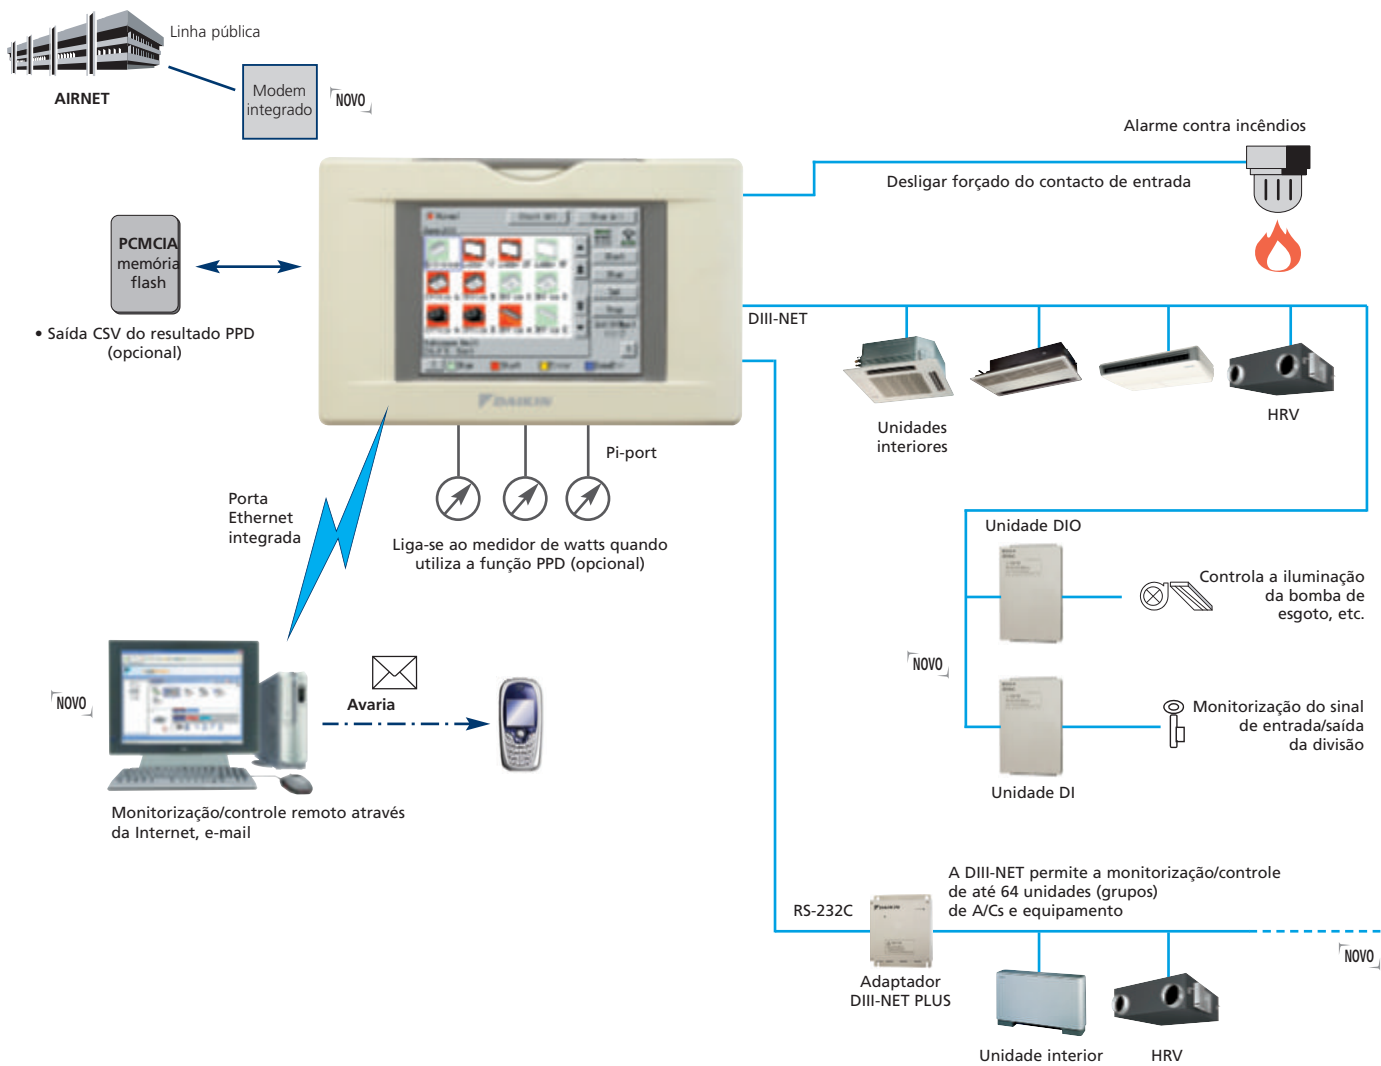 Linha pública
AIRNET
Modem
integrado
NOVO
Alarme contra incêndios
Desligar forçado do contacto de entrada
PCMCIA
memória
flash
• Saída CSV do resultado PPD
(opcional)
DAIKIN
DIII-NET
Unidades
interiores
HRV
Pi-port
Porta
Ethernet
integrada
Liga-se ao medidor de watts quando
utiliza a função PPD (opcional)
Unidade DIO
Controla a iluminação
da bomba de
esgoto, etc.
NOVO
NOVO
Avaria
Monitorização do sinal
de entrada/saída
da divisão
Unidade DI
Monitorização/controle remoto através
da Internet, e-mail
A DIII-NET permite a monitorização/controle
de até 64 unidades (grupos)
de A/Cs e equipamento
RS-232C
DAIKIN
NOVO
Adaptador
DIII-NET PLUS
Unidade interior
HRV